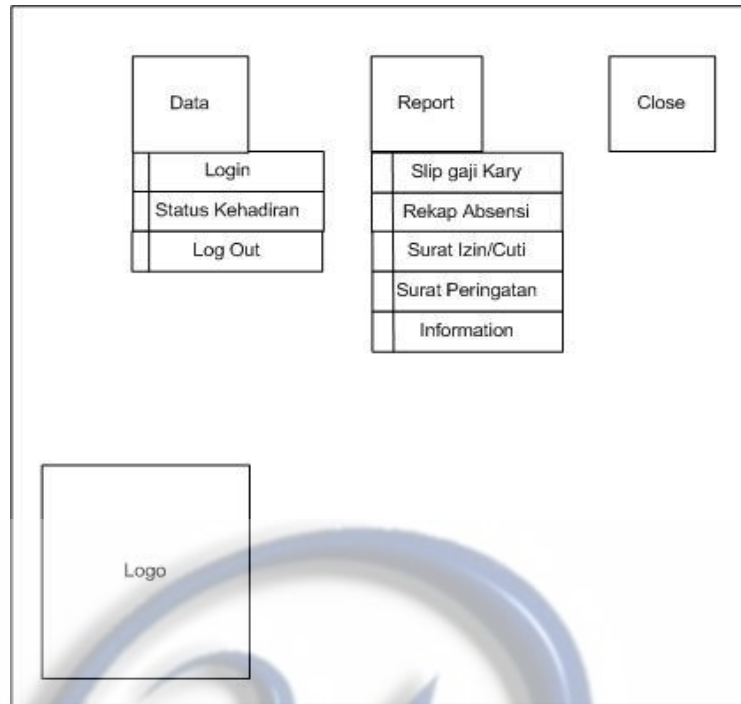 Data
Report
Close
Login
Status Kehadiran
Log Out
Slip gaji Kary
Rekap Absensi
Surat Izin/Cuti
Surat Peringatan
Information
Logo